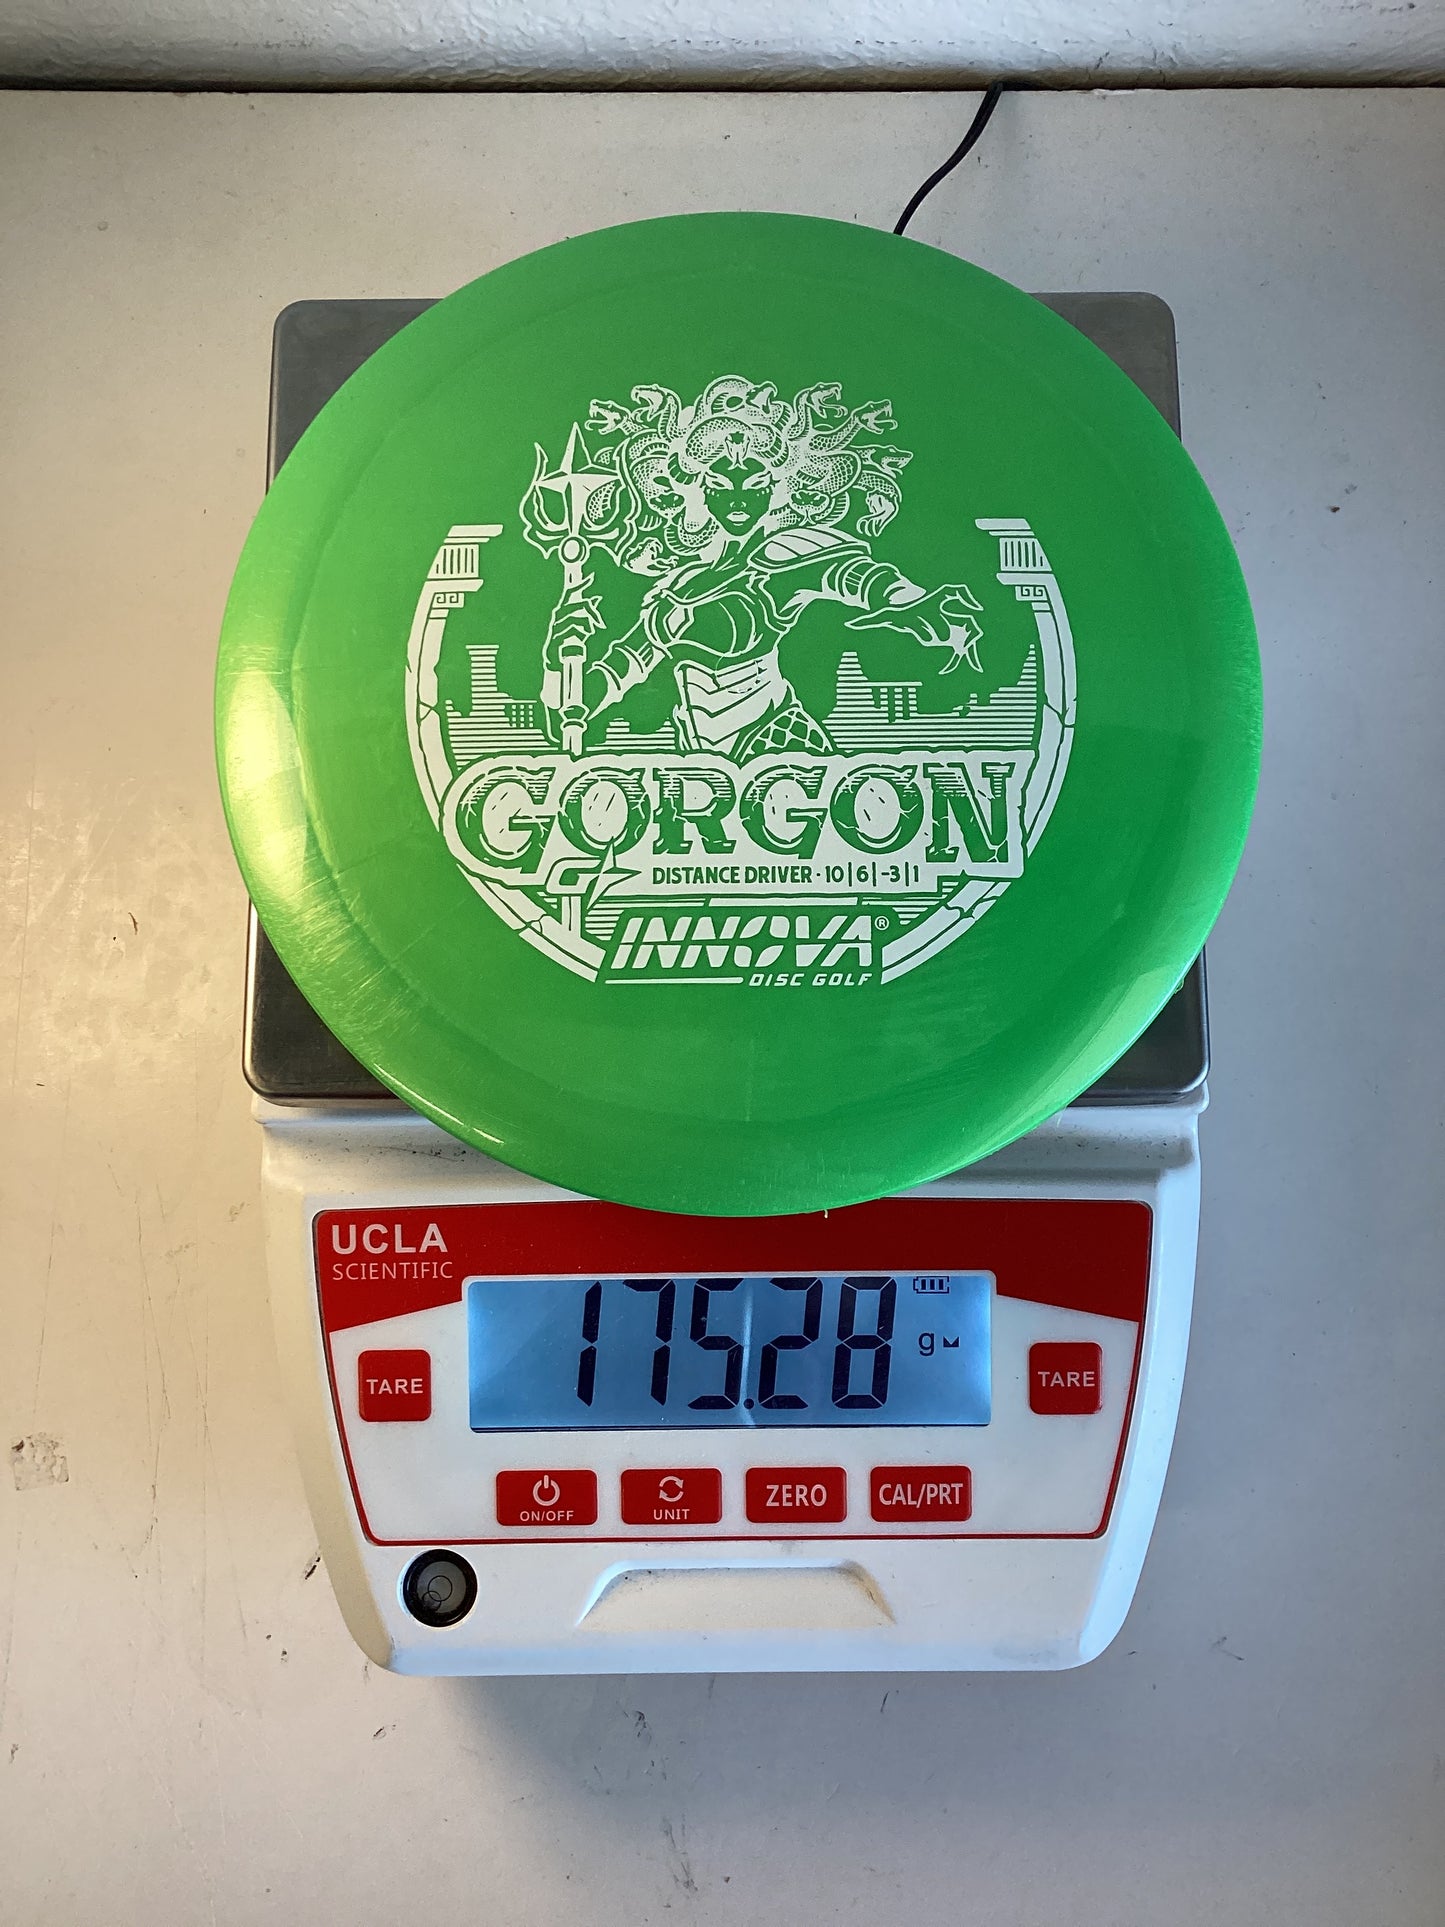 GORGON
DISTANCE DRIVER · 10|6|-3|1
INNOVA®
DISC GOLF
UCLA
SCIENTIFIC
175.28
g
TARE
TARE
ON/OFF
UNIT
ZERO
CAL/PRT